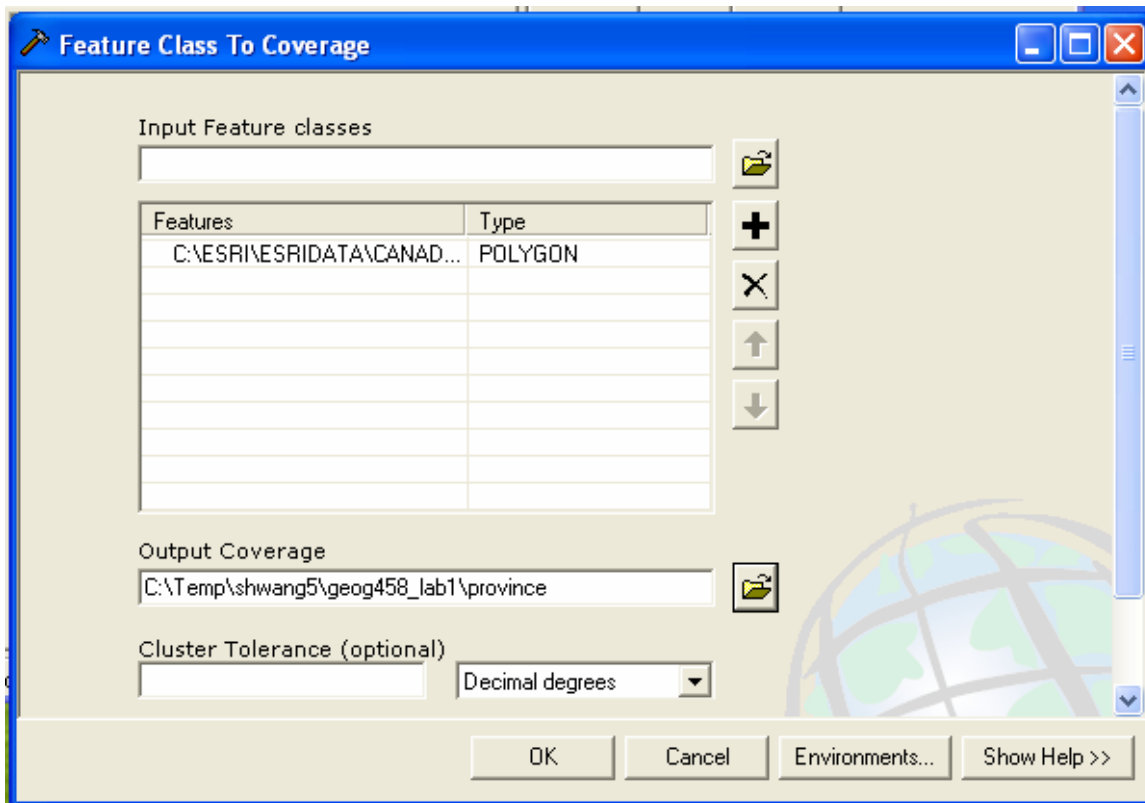 Feature Class To Coverage
Input Feature classes
Features Type
C:\ESRI\ESRIDATA\CANAD... POLYGON
Output Coverage
C:\Temp\shwang5\geog458_lab1\province
Cluster Tolerance (optional)
Decimal degrees
OK Cancel Environments... Show Help >>